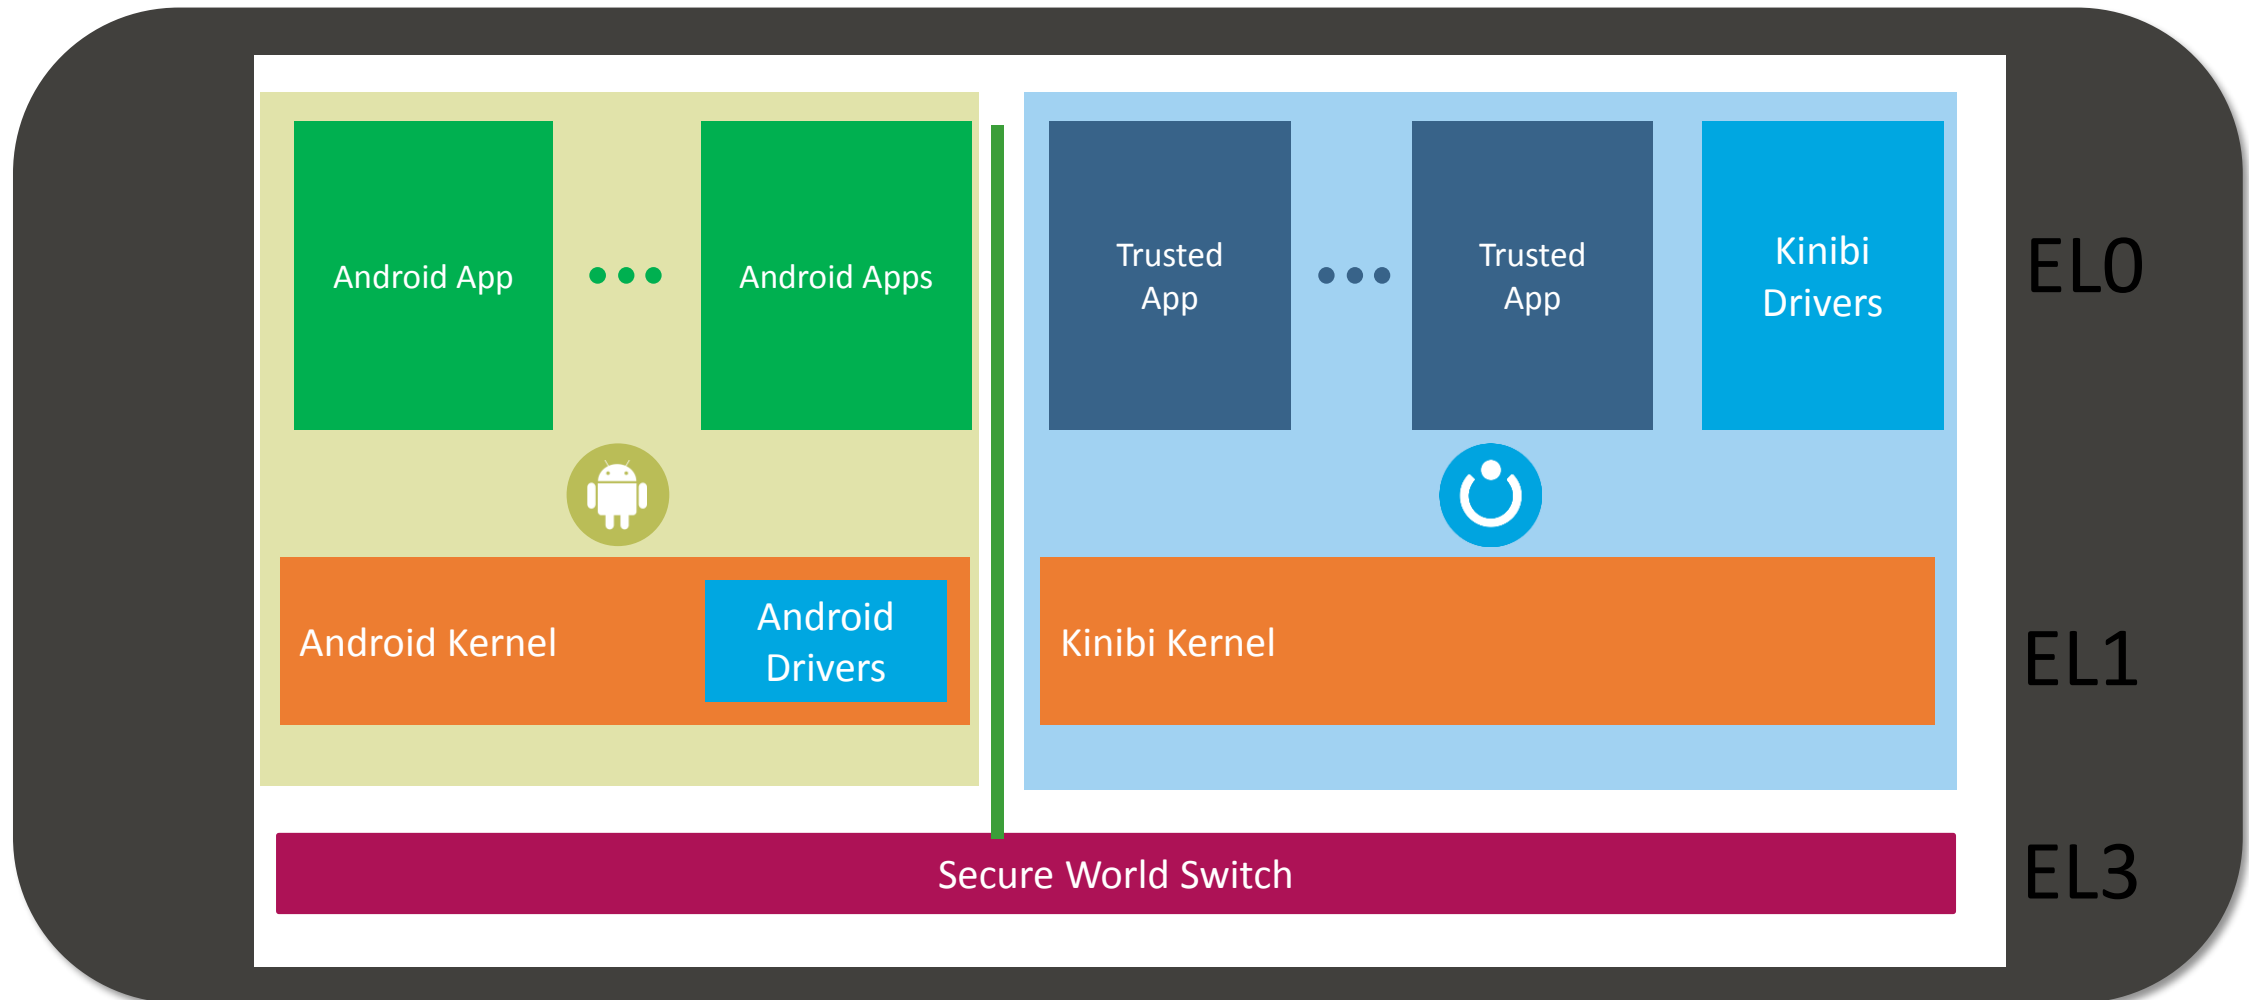 Android App
Android Apps
Trusted
App
Trusted
App
Kinibi
Drivers
EL0
Android Kernel
Android
Drivers
Kinibi Kernel
EL1
Secure World Switch
EL3